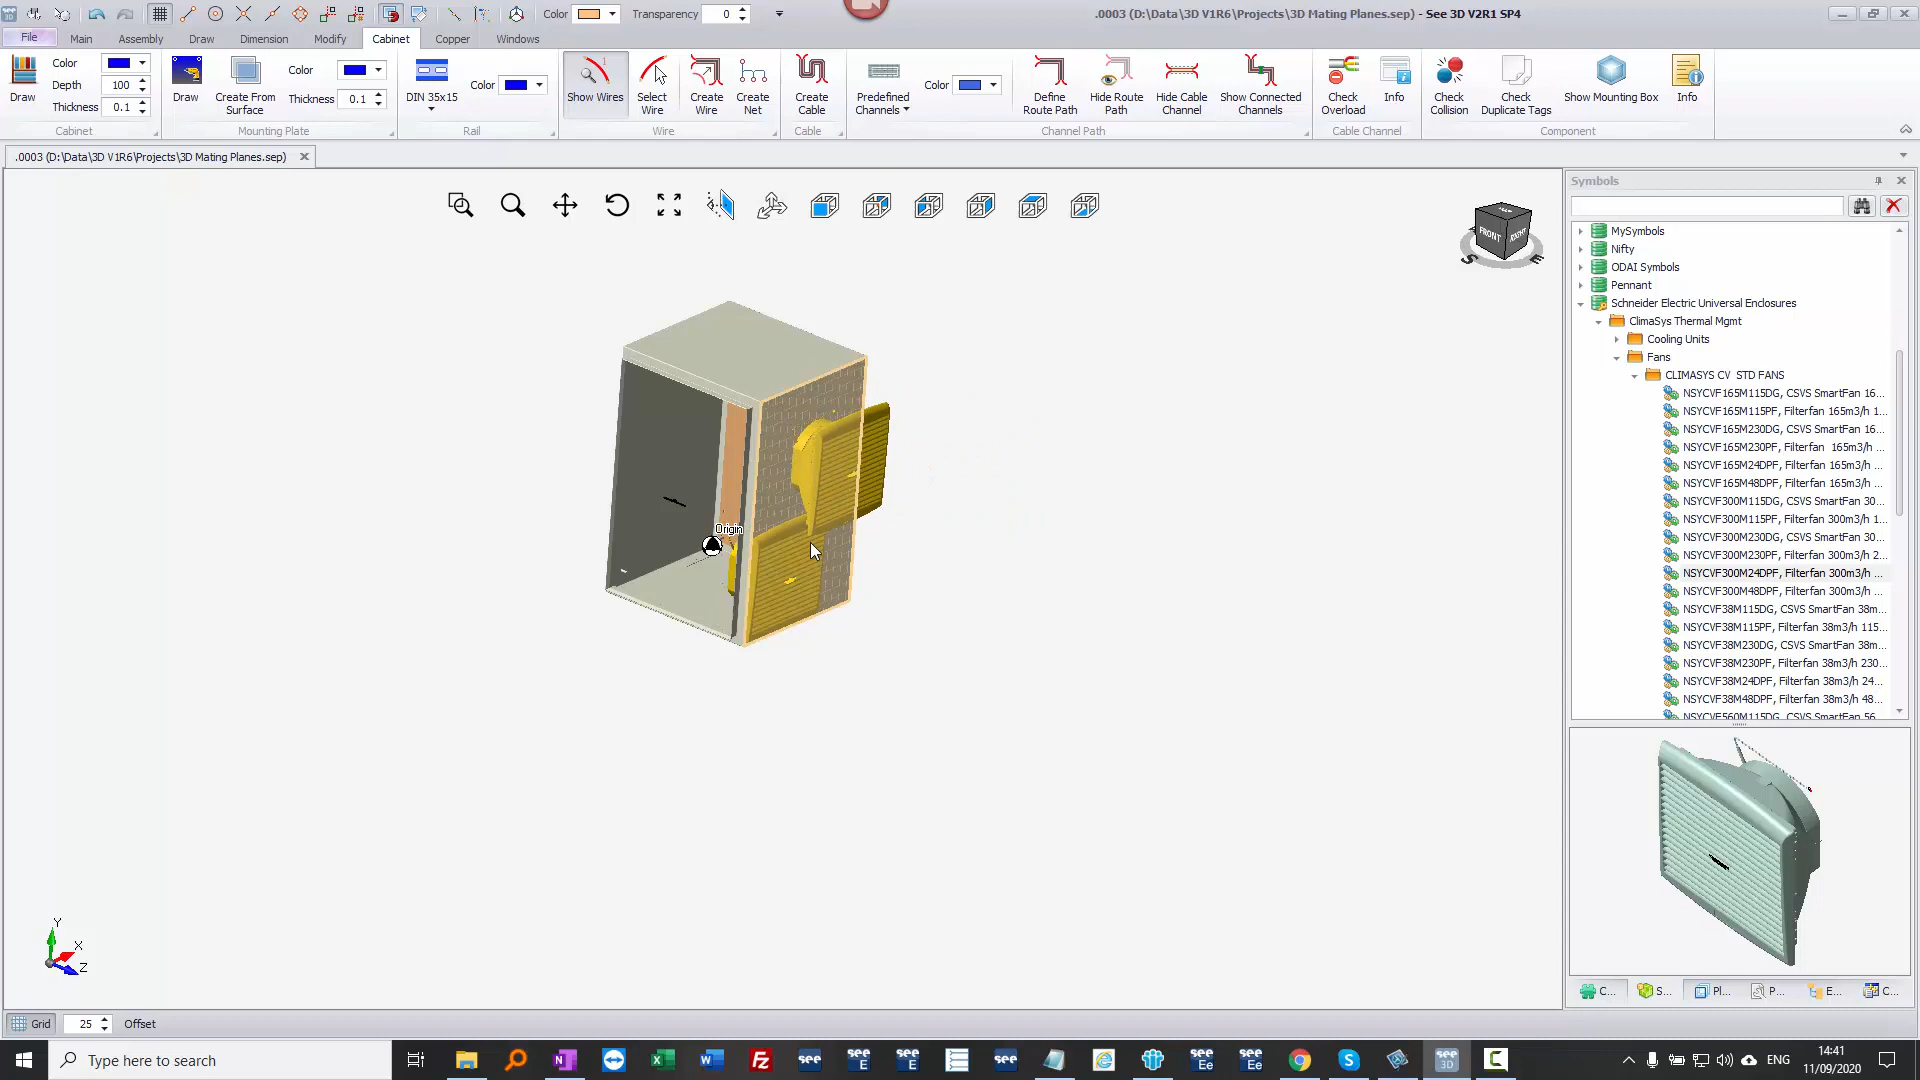 Color
Transparency
0
.0003 (D:\Data\3D V1R6\Projects\3D Mating Planes.sep) - See 3D V2R1 SP4
File
Main
Assembly
Draw
Dimension
Modify
Cabinet
Copper
Windows
Draw
Color
Depth
100
Thickness
0.1
Cabinet
Draw
Create From
Surface
Color
Thickness
0.1
Mounting Plate
DIN 35x15
Color
Rail
Show Wires
Select
Wire
Create
Wire
Create
Net
Wire
Create
Cable
Cable
Predefined
Channels
Color
Define
Route Path
Hide Route
Path
Hide Cable
Channel
Show Connected
Channels
Channel Path
Check
Overload
Info
Cable Channel
Check
Collision
Check
Duplicate Tags
Show Mounting Box
Info
Component
.0003 (D:\Data\3D V1R6\Projects\3D Mating Planes.sep)
FRONT
RIGHT
S
E
Origin
Y
X
Z
Symbols
MySymbols
Nifty
ODAI Symbols
Pennant
Schneider Electric Universal Enclosures
ClimaSys Thermal Mgmt
Cooling Units
Fans
CLIMASYS CV STD FANS
NSYCVF165M115DG, CSVS SmartFan 16...
NSYCVF165M115PF, Filterfan 165m3/h 1...
NSYCVF165M230DG, CSVS SmartFan 16...
NSYCVF165M230PF, Filterfan 165m3/h ...
NSYCVF165M24DPF, Filterfan 165m3/h ...
NSYCVF165M48DPF, Filterfan 165m3/h ...
NSYCVF300M115DG, CSVS SmartFan 30...
NSYCVF300M115PF, Filterfan 300m3/h 1...
NSYCVF300M230DG, CSVS SmartFan 30...
NSYCVF300M230PF, Filterfan 300m3/h 2...
NSYCVF300M24DPF, Filterfan 300m3/h ...
NSYCVF300M48DPF, Filterfan 300m3/h ...
NSYCVF38M115DG, CSVS SmartFan 38m...
NSYCVF38M115PF, Filterfan 38m3/h 115...
NSYCVF38M230DG, CSVS SmartFan 38m...
NSYCVF38M230PF, Filterfan 38m3/h 230...
NSYCVF38M24DPF, Filterfan 38m3/h 24...
NSYCVF38M48DPF, Filterfan 38m3/h 48...
NSYCVF560M115DG, CSVS SmartFan 56...
C...
S...
Pl...
P...
E...
C...
Grid
25
Offset
Type here to search
ENG
14:41
11/09/2020